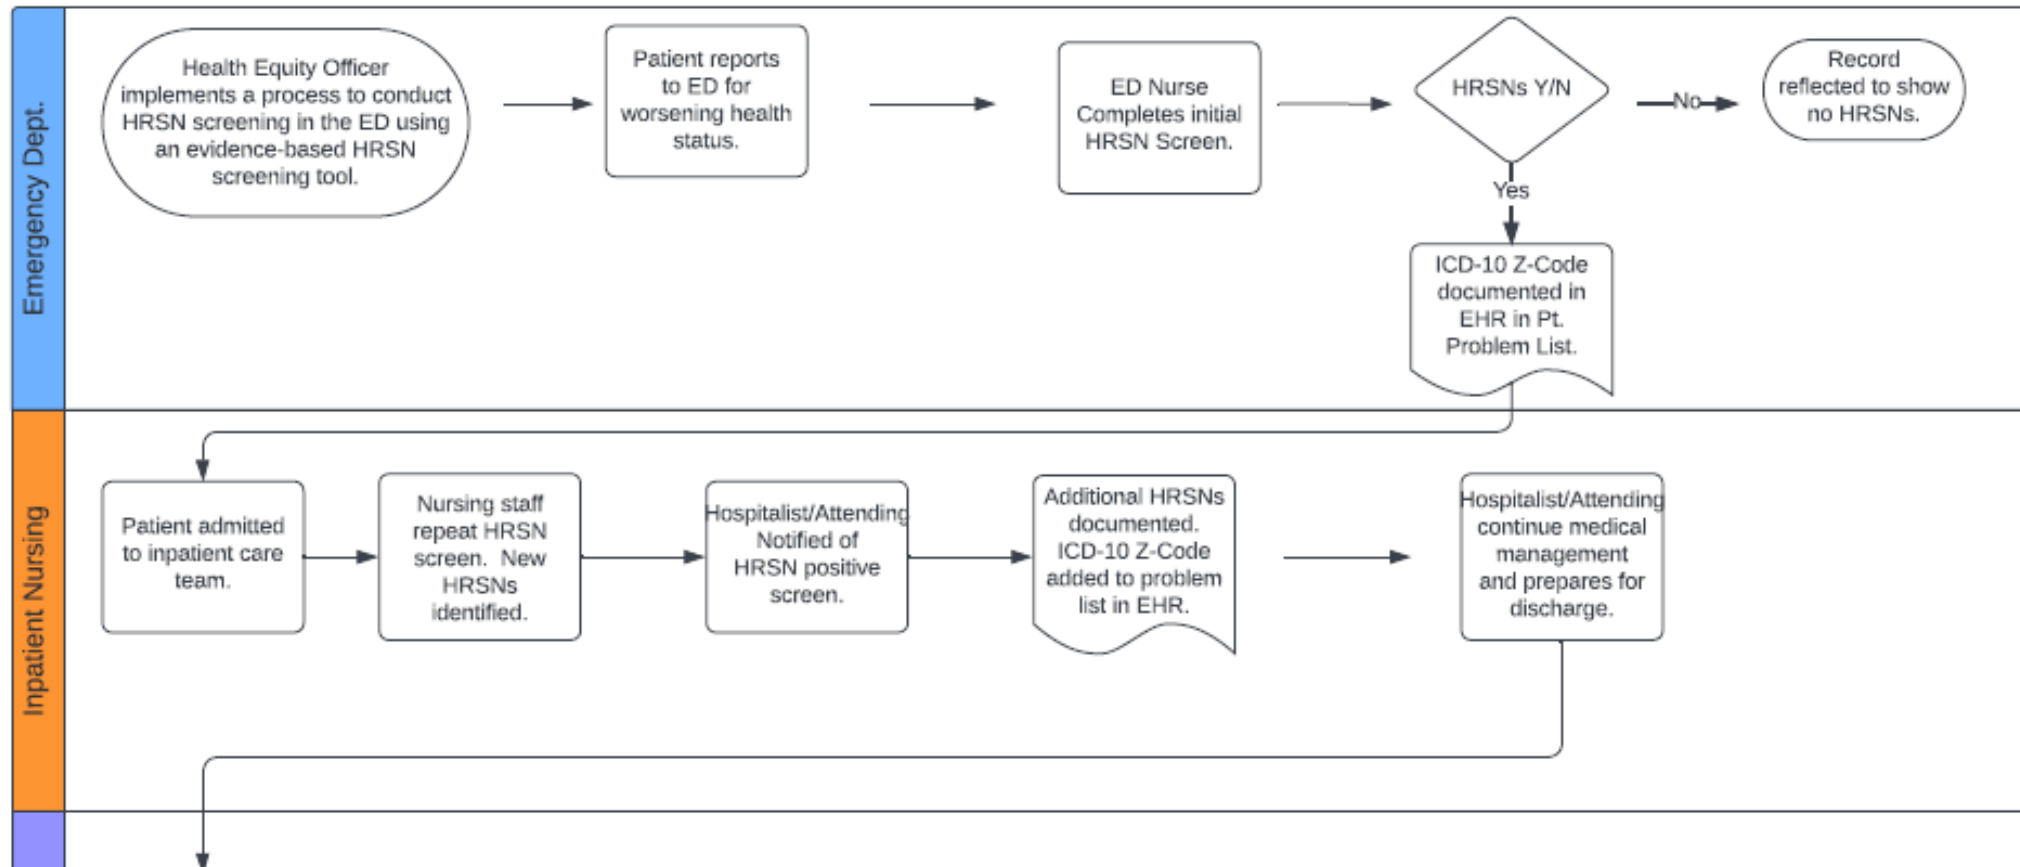 Emergency Dept.
Health Equity Officer
implements a process to conduct
HRSN screening in the ED using
an evidence-based HRSN
screening tool.
Patient reports
to ED for
worsening health
status.
ED Nurse
Completes initial
HRSN Screen.
HRSNs Y/N
No
Record
reflected to show
no HRSNs.
Yes
ICD-10 Z-Code
documented in
EHR in Pt.
Problem List.
Inpatient Nursing
Patient admitted
to inpatient care
team.
Nursing staff
repeat HRSN
screen. New
HRSNs
identified.
Hospitalist/Attending
Notified of
HRSN positive
screen.
Additional HRSNs
documented.
ICD-10 Z-Code
added to problem
list in EHR.
Hospitalist/Attending
continue medical
management
and prepares for
discharge.